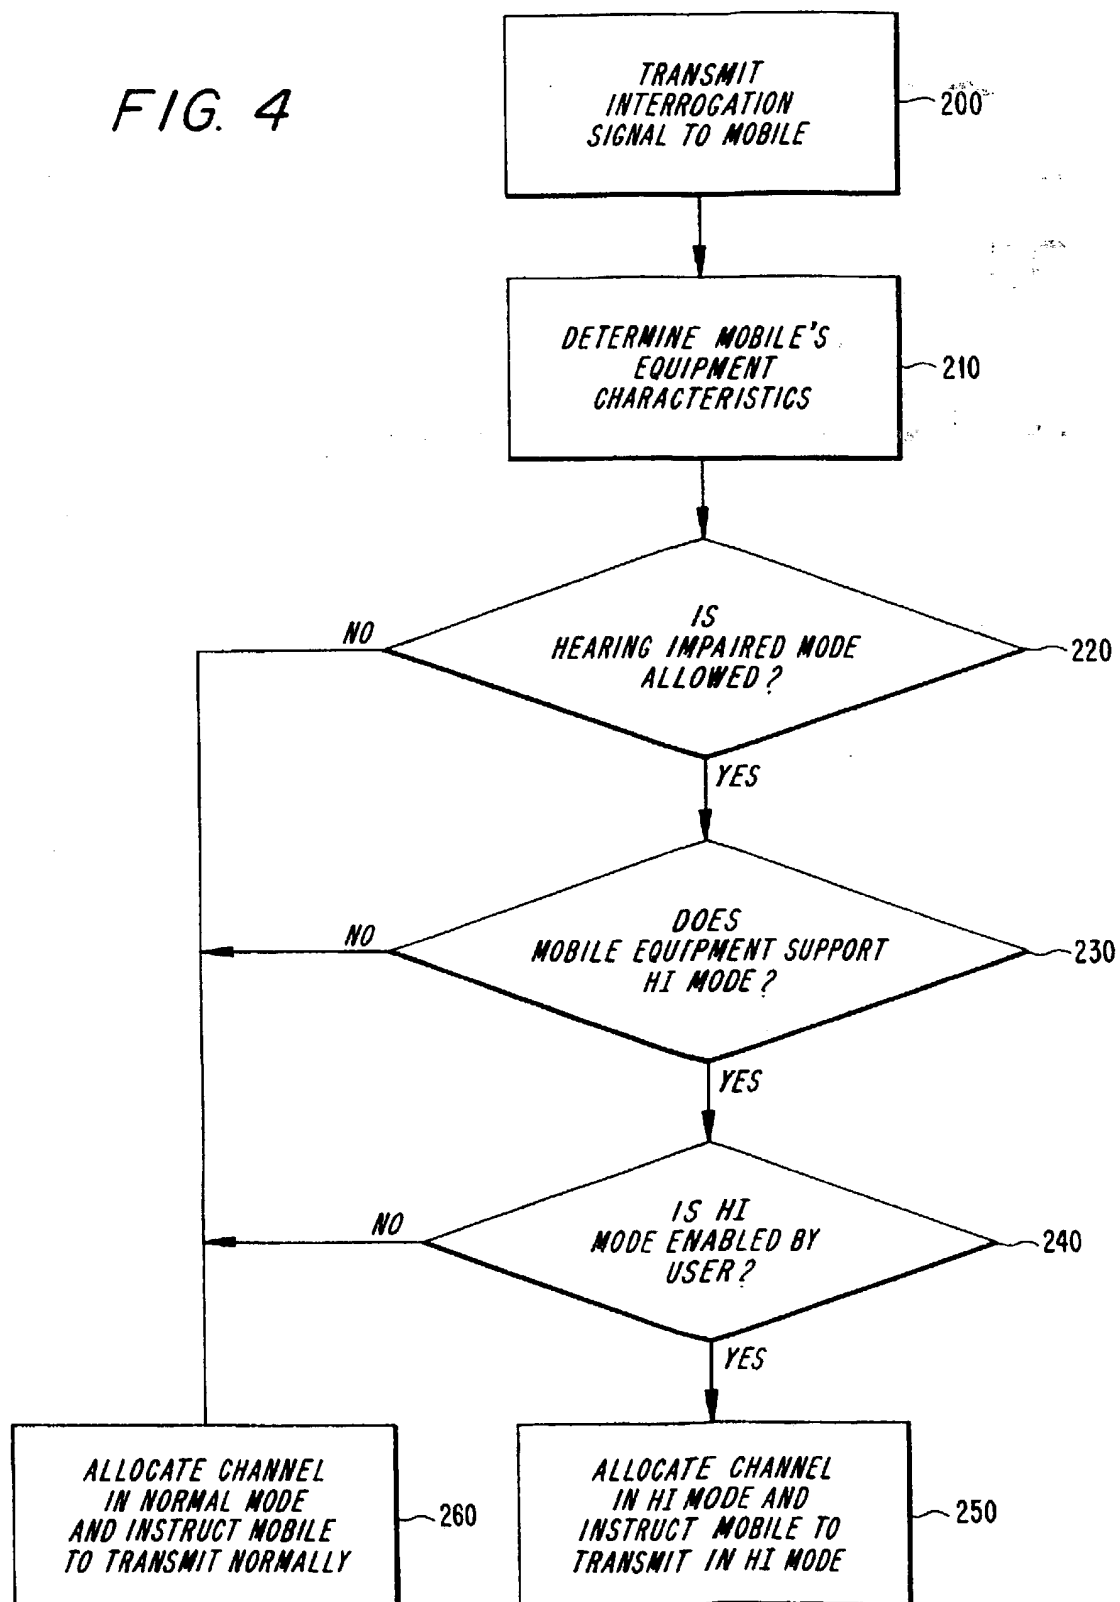 FIG. 4
TRANSMIT
INTERROGATION
SIGNAL TO MOBILE
200
DETERMINE MOBILE'S
EQUIPMENT
CHARACTERISTICS
210
IS
HEARING IMPAIRED MODE
ALLOWED?
220
NO
YES
DOES
MOBILE EQUIPMENT SUPPORT
HI MODE?
230
NO
YES
IS HI
MODE ENABLED BY
USER?
240
NO
YES
ALLOCATE CHANNEL
IN NORMAL MODE
AND INSTRUCT MOBILE
TO TRANSMIT NORMALLY
260
ALLOCATE CHANNEL
IN HI MODE AND
INSTRUCT MOBILE TO
TRANSMIT IN HI MODE
250